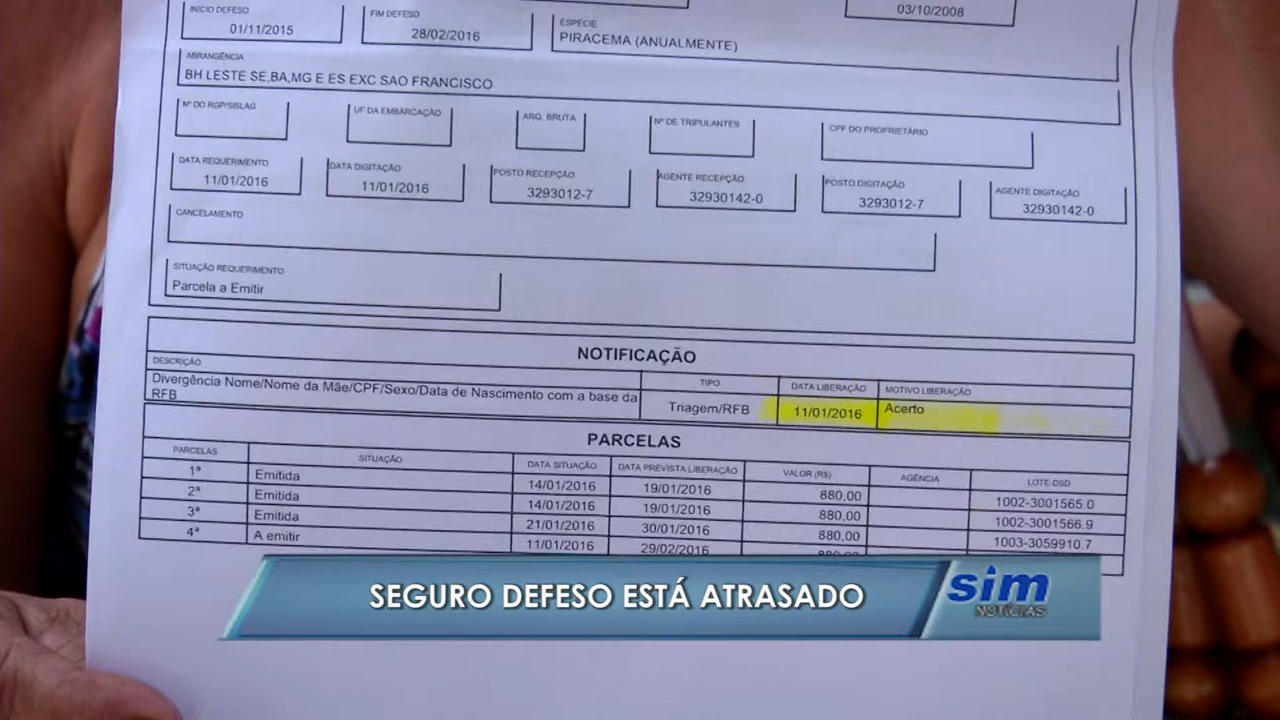 03/10/2008
INÍCIO DEFESO FIM DEFESO ESPÉCIE
01/11/2015 28/02/2016 PIRACEMA (ANUALMENTE)
ABRANGÊNCIA
BH LESTE SE,BA,MG E ES EXC SAO FRANCISCO
Nº DO RGP/SISLAG UF DA EMBARCAÇÃO ARQ. BRUTA Nº DE TRIPULANTES CPF DO PROPRIETÁRIO
DATA REQUERIMENTO DATA DIGITAÇÃO POSTO RECEPÇÃO AGENTE RECEPÇÃO POSTO DIGITAÇÃO AGENTE DIGITAÇÃO
11/01/2016 11/01/2016 3293012-7 32930142-0 3293012-7 32930142-0
CANCELAMENTO
SITUAÇÃO REQUERIMENTO
Parcela a Emitir
NOTIFICAÇÃO
DESCRIÇÃO TIPO DATA LIBERAÇÃO MOTIVO LIBERAÇÃO
Divergência Nome/Nome da Mãe/CPF/Sexo/Data de Nascimento com a base da
RFB Triagem/RFB 11/01/2016 Acerto
PARCELAS
PARCELAS SITUAÇÃO DATA SITUAÇÃO DATA PREVISTA LIBERAÇÃO VALOR (R$) AGÊNCIA LOTE-DSD
1ª Emitida 14/01/2016 19/01/2016 880,00 1002-3001565.0
2ª Emitida 14/01/2016 19/01/2016 880,00 1002-3001566.9
3ª Emitida 21/01/2016 30/01/2016 880,00 1003-3059910.7
4ª A emitir 11/01/2016 29/02/2016
SEGURO DEFESO ESTÁ ATRASADO
sim
NOTÍCIAS